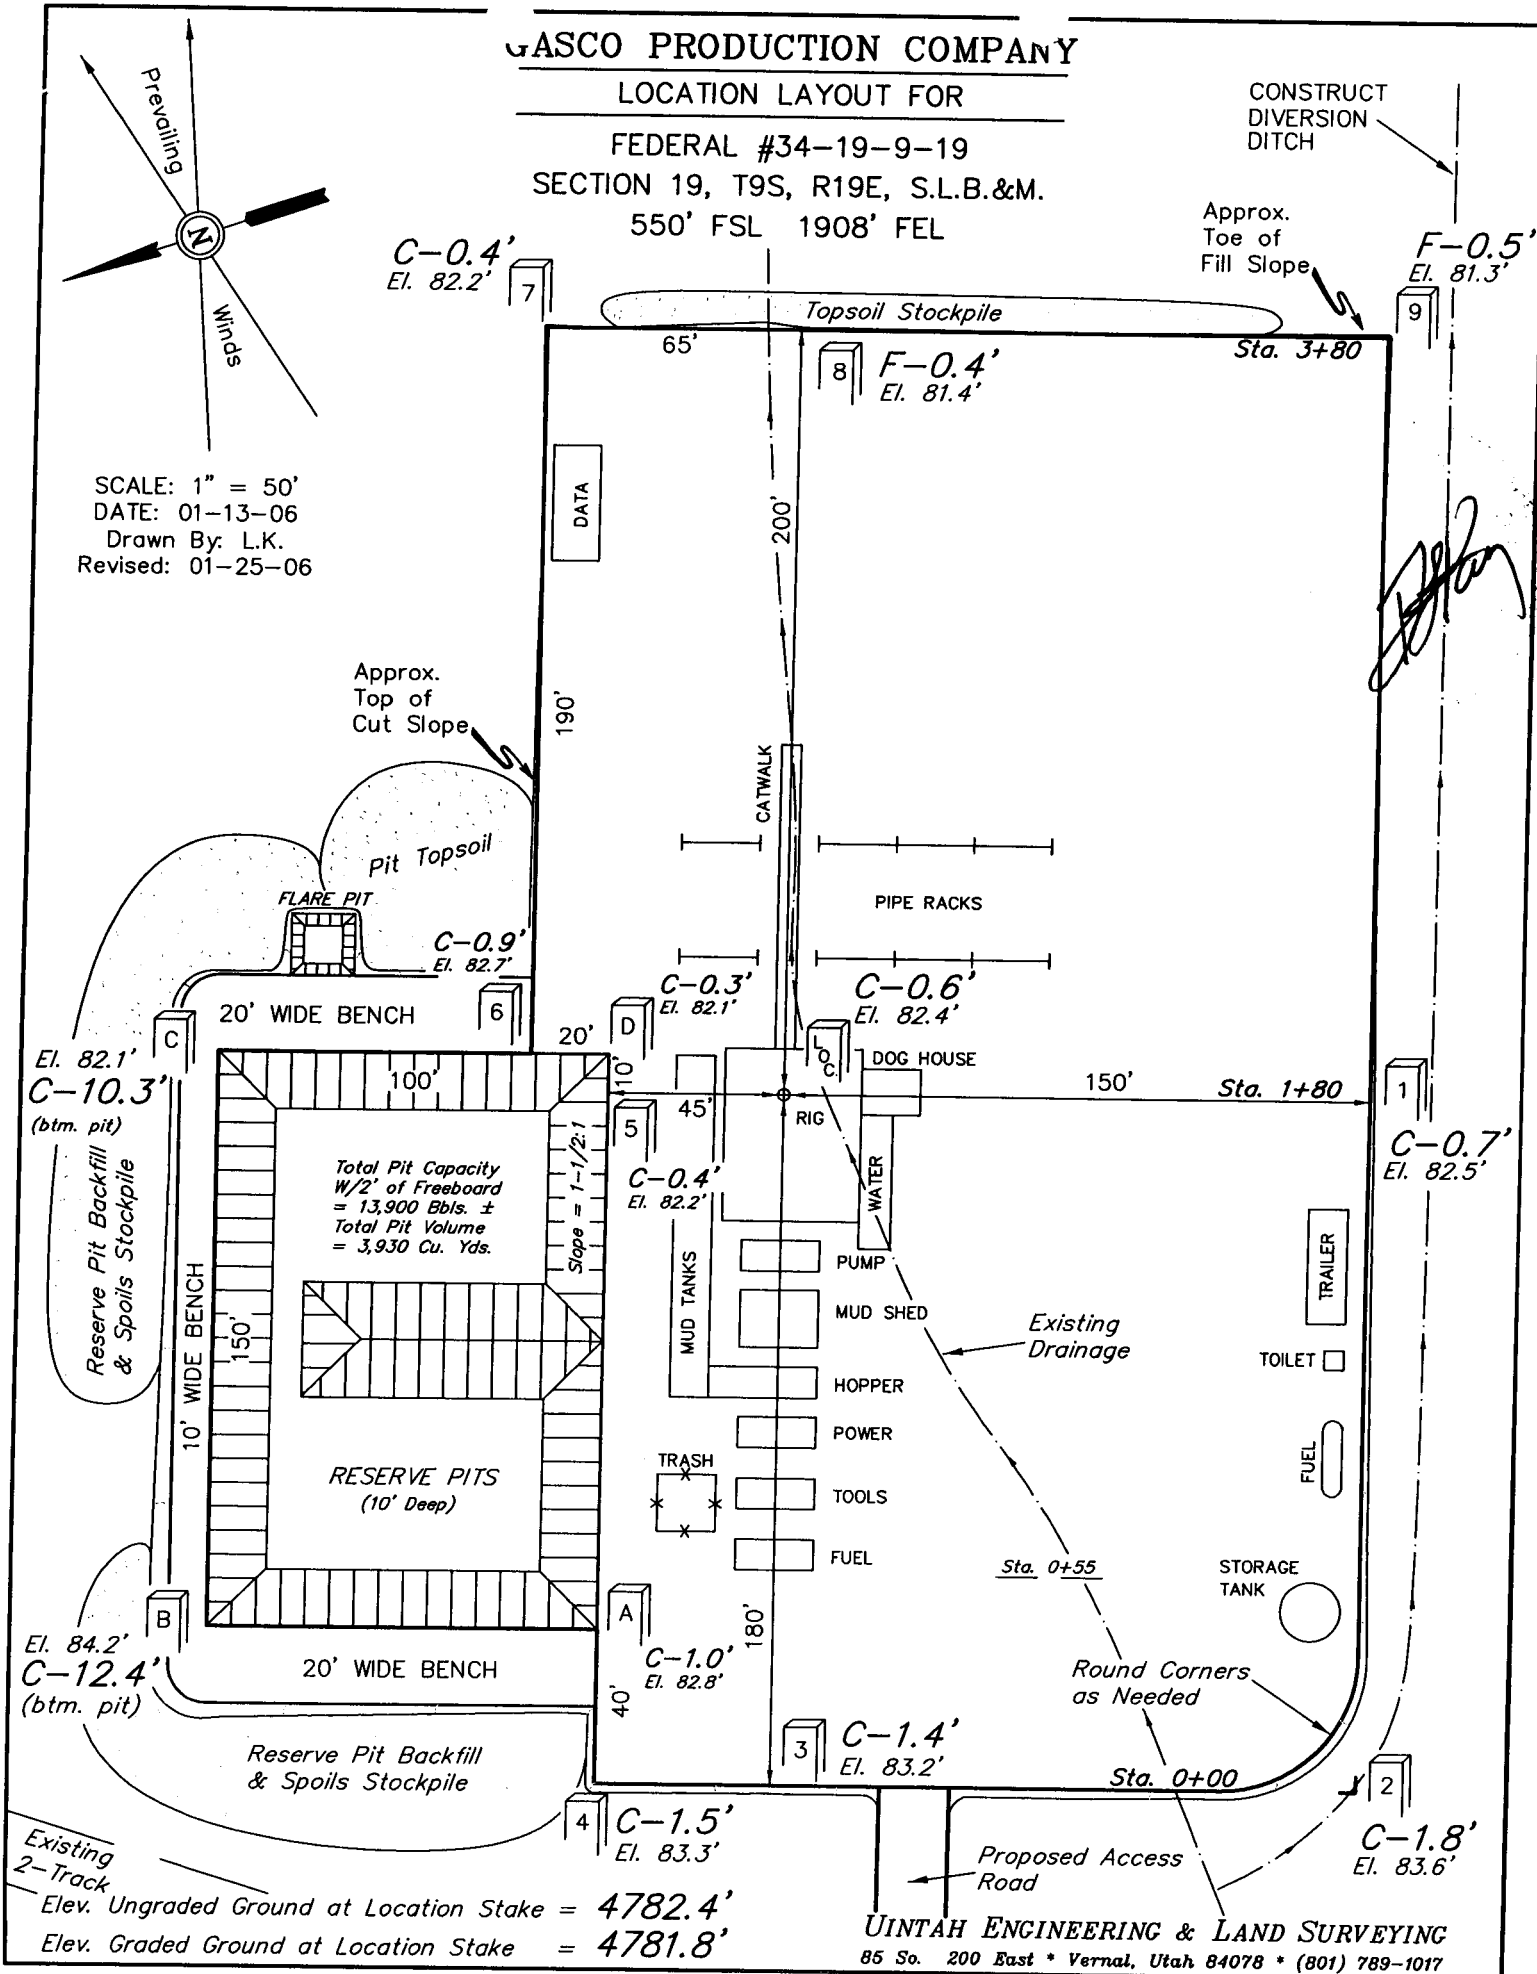 GASCO PRODUCTION COMPANY
LOCATION LAYOUT FOR
FEDERAL #34-19-9-19
SECTION 19, T9S, R19E, S.L.B.&M.
550' FSL 1908' FEL
Prevailing
N
Winds
CONSTRUCT
DIVERSION
DITCH
Approx.
Toe of
Fill Slope
F-0.5'
El. 81.3'
9
C-0.4'
El. 82.2'
7
Topsoil Stockpile
65'
Sta. 3+80
8
F-0.4'
El. 81.4'
SCALE: 1" = 50'
DATE: 01-13-06
Drawn By: L.K.
Revised: 01-25-06
DATA
200'
190'
Approx.
Top of
Cut Slope
CATWALK
Pit Topsoil
FLARE PIT
PIPE RACKS
C-0.9'
El. 82.7'
6
20' WIDE BENCH
C
El. 82.1'
C-10.3'
(btm. pit)
20'
D
C-0.3'
El. 82.1'
C-0.6'
El. 82.4'
LOC.
DOG HOUSE
10'
100'
45'
RIG
150'
Sta. 1+80
1
C-0.7'
El. 82.5'
5
C-0.4'
El. 82.2'
Total Pit Capacity
W/2' of Freeboard
= 13,900 Bbls. ±
Total Pit Volume
= 3,930 Cu. Yds.
Slope = 1-1/2:1
WATER
Reserve Pit Backfill
& Spoils Stockpile
10' WIDE BENCH
150'
MUD TANKS
PUMP
MUD SHED
HOPPER
POWER
TOOLS
FUEL
TRASH
Existing
Drainage
TRAILER
TOILET
FUEL
STORAGE
TANK
RESERVE PITS
(10' Deep)
Sta. 0+55
A
C-1.0'
El. 82.8'
B
El. 84.2'
C-12.4'
(btm. pit)
20' WIDE BENCH
40'
180'
Round Corners
as Needed
3
C-1.4'
El. 83.2'
Sta. 0+00
2
C-1.8'
El. 83.6'
Reserve Pit Backfill
& Spoils Stockpile
4
C-1.5'
El. 83.3'
Existing
2-Track
Proposed Access
Road
Elev. Ungraded Ground at Location Stake = 4782.4'
Elev. Graded Ground at Location Stake = 4781.8'
UINTAH ENGINEERING & LAND SURVEYING
85 So. 200 East * Vernal, Utah 84078 * (801) 789-1017